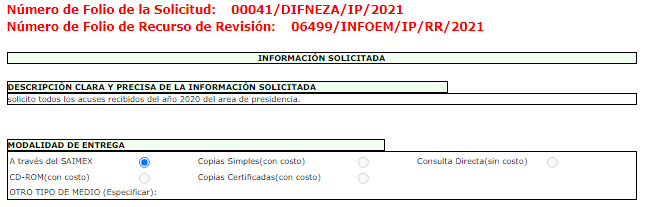 Número de Folio de la Solicitud: 00041/DIFNEZA/IP/2021
Número de Folio de Recurso de Revisión: 06499/INFOEM/IP/RR/2021
INFORMACIÓN SOLICITADA
DESCRIPCIÓN CLARA Y PRECISA DE LA INFORMACIÓN SOLICITADA
solicito todos los acuses recibidos del año 2020 del area de presidencia.
MODALIDAD DE ENTREGA
A través del SAIMEX Copias Simples(con costo) Consulta Directa(sin costo)
CD-ROM(con costo) Copias Certificadas(con costo)
OTRO TIPO DE MEDIO (Especificar):